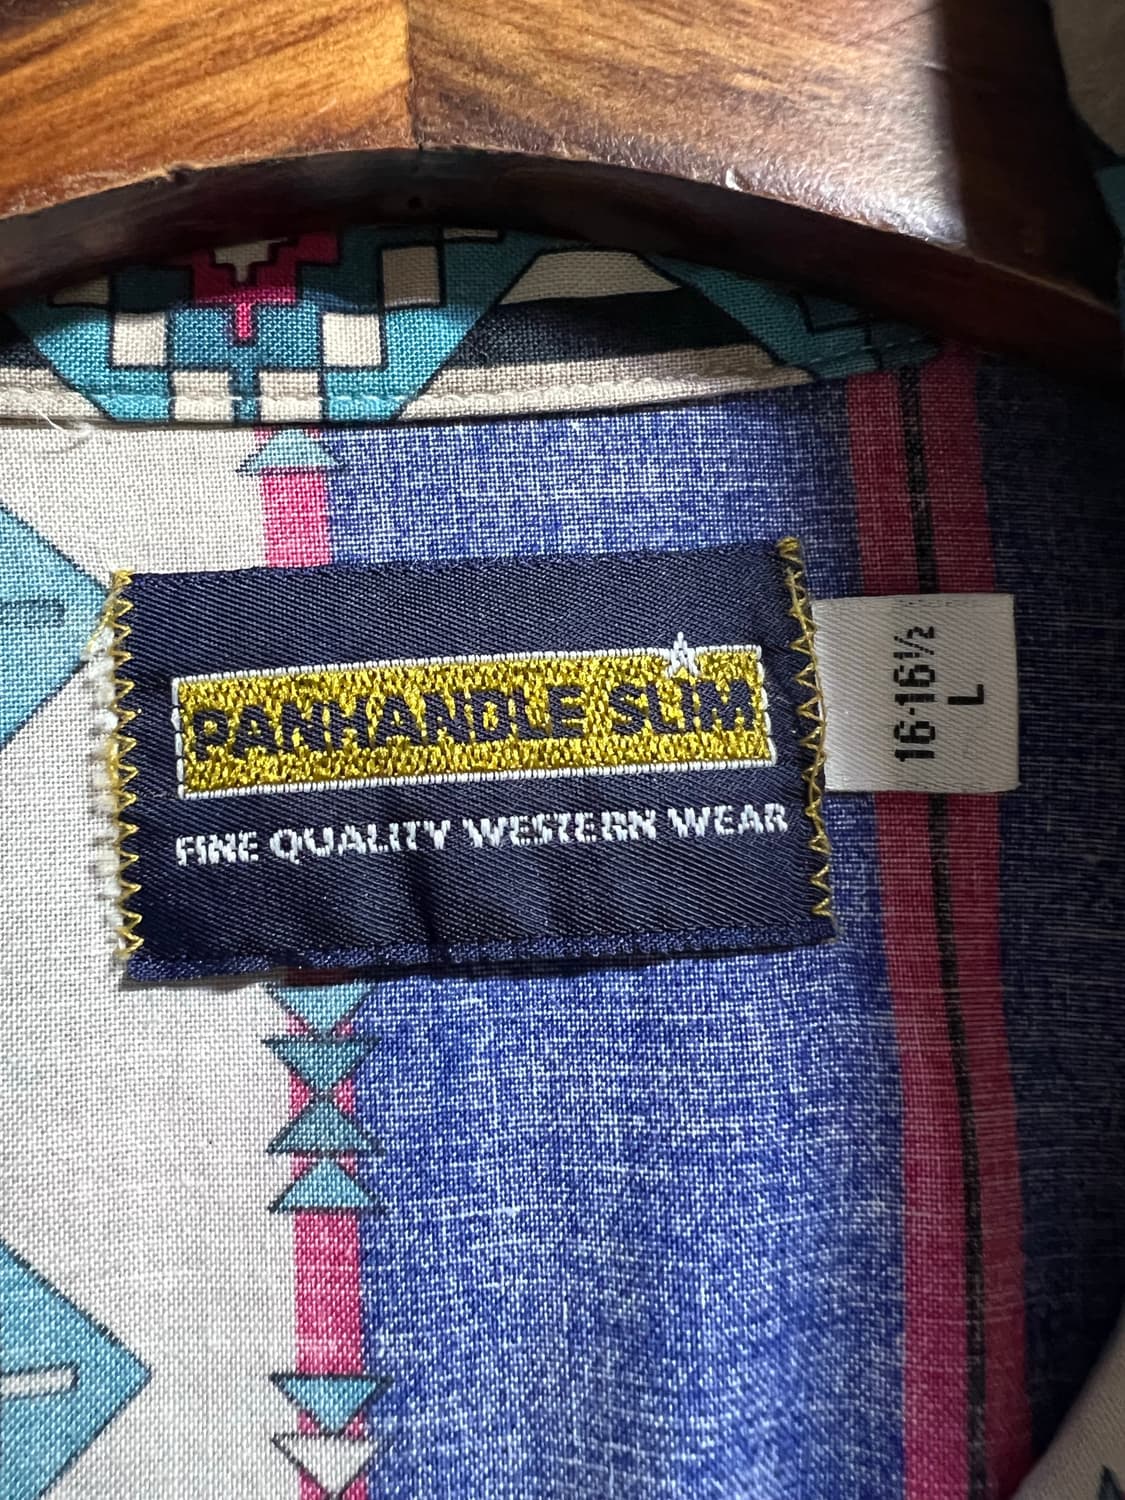 PANHANDLE SLIM
FINE QUALITY WESTERN WEAR
16-16½
L